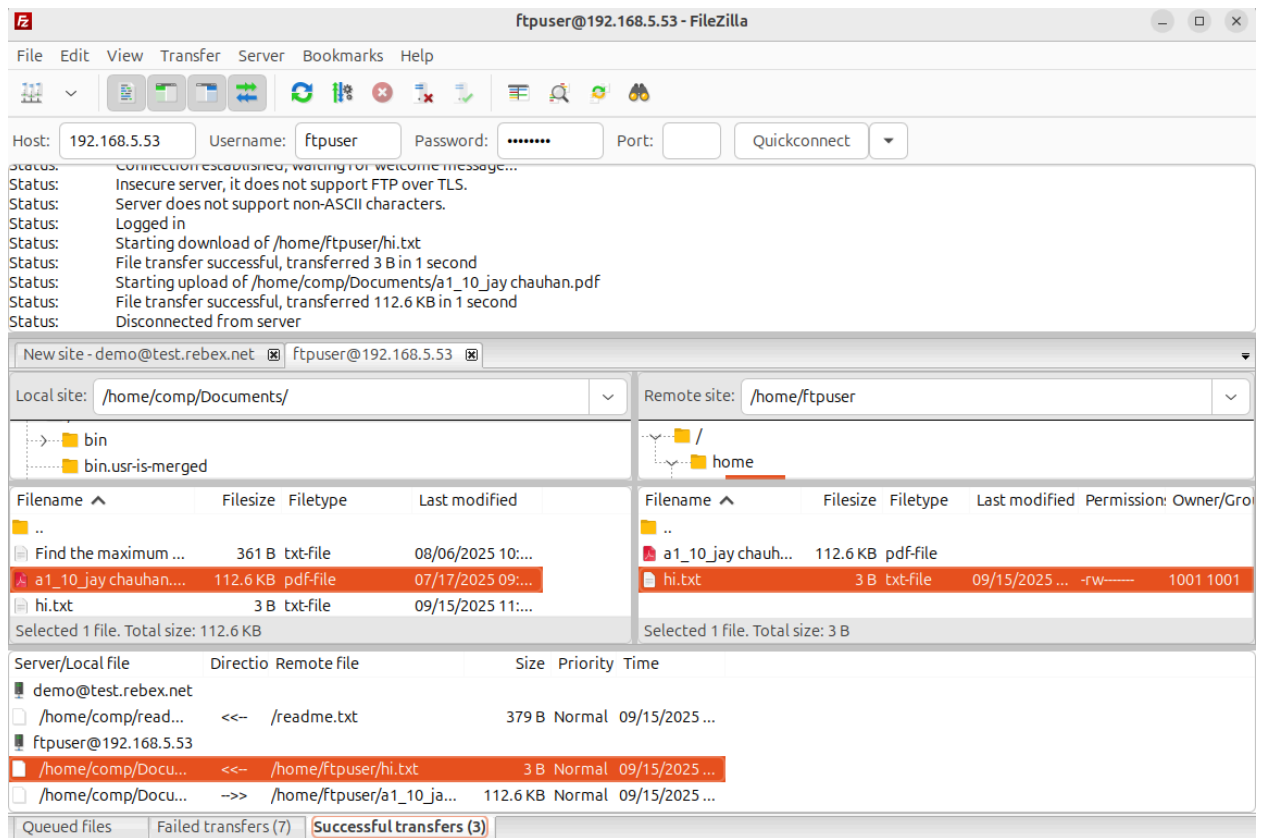 Fz ftpuser@192.168.5.53 - FileZilla
File Edit View Transfer Server Bookmarks Help
Host: 192.168.5.53 Username: ftpuser Password: •••••••• Port: Quickconnect
Status: Connection established, waiting for welcome message...
Status: Insecure server, it does not support FTP over TLS.
Status: Server does not support non-ASCII characters.
Status: Logged in
Status: Starting download of /home/ftpuser/hi.txt
Status: File transfer successful, transferred 3 B in 1 second
Status: Starting upload of /home/comp/Documents/a1_10_jay chauhan.pdf
Status: File transfer successful, transferred 112.6 KB in 1 second
Status: Disconnected from server
New site - demo@test.rebex.net ftpuser@192.168.5.53
Local site: /home/comp/Documents/
bin
bin.usr-is-merged
Filename Filesize Filetype Last modified
..
Find the maximum ... 361 B txt-file 08/06/2025 10:...
a1_10_jay chauhan.... 112.6 KB pdf-file 07/17/2025 09:...
hi.txt 3 B txt-file 09/15/2025 11:...
Selected 1 file. Total size: 112.6 KB
Remote site: /home/ftpuser
/
home
Filename Filesize Filetype Last modified Permission: Owner/Gro
..
a1_10_jay chauh... 112.6 KB pdf-file
hi.txt 3 B txt-file 09/15/2025 ... -rw------- 1001 1001
Selected 1 file. Total size: 3 B
Server/Local file Directio Remote file Size Priority Time
demo@test.rebex.net
/home/comp/read... <<-- /readme.txt 379 B Normal 09/15/2025 ...
ftpuser@192.168.5.53
/home/comp/Docu... <<-- /home/ftpuser/hi.txt 3 B Normal 09/15/2025 ...
/home/comp/Docu... -->> /home/ftpuser/a1_10_ja... 112.6 KB Normal 09/15/2025 ...
Queued files Failed transfers (7) Successful transfers (3)